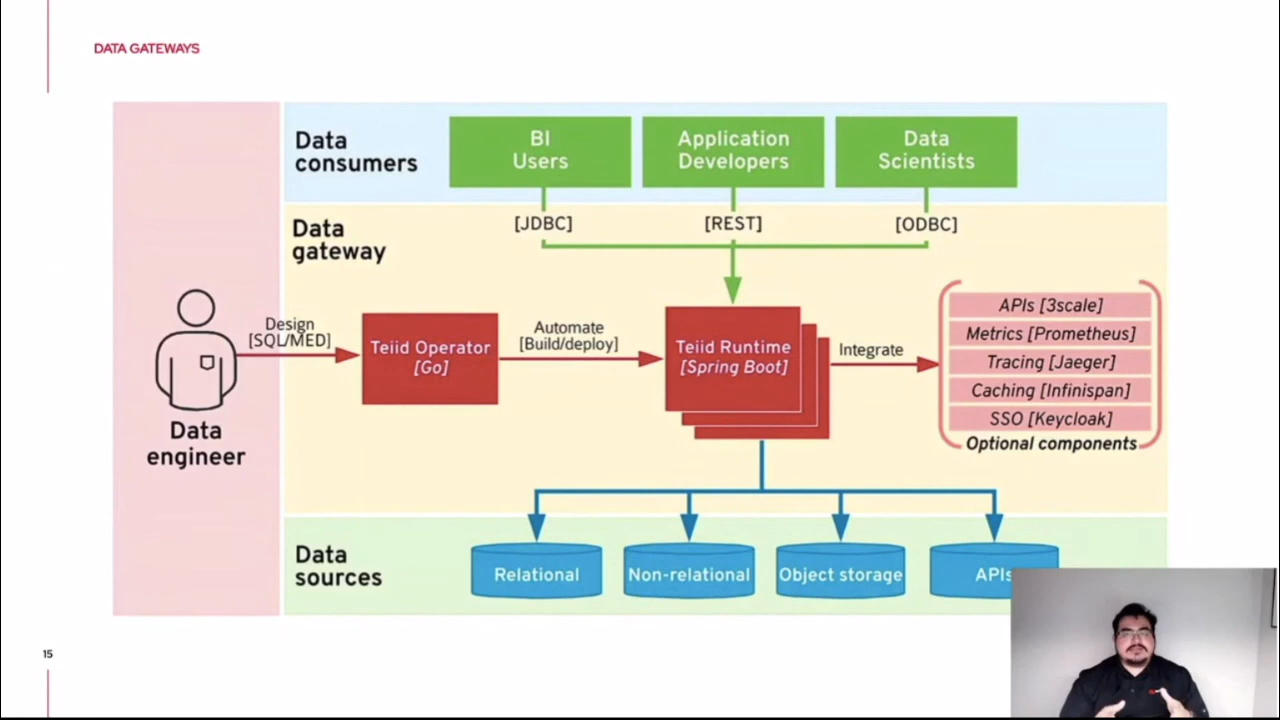 DATA GATEWAYS
Data
consumers
BI
Users
Application
Developers
Data
Scientists
Data
gateway
[JDBC]
[REST]
[ODBC]
Design
[SQL/MED]
Teiid Operator
[Go]
Automate
[Build/deploy]
Teiid Runtime
[Spring Boot]
Integrate
APIs [3scale]
Metrics [Prometheus]
Tracing [Jaeger]
Caching [Infinispan]
SSO [Keycloak]
Optional components
Data
engineer
Data
sources
Relational
Non-relational
Object storage
APIs
15